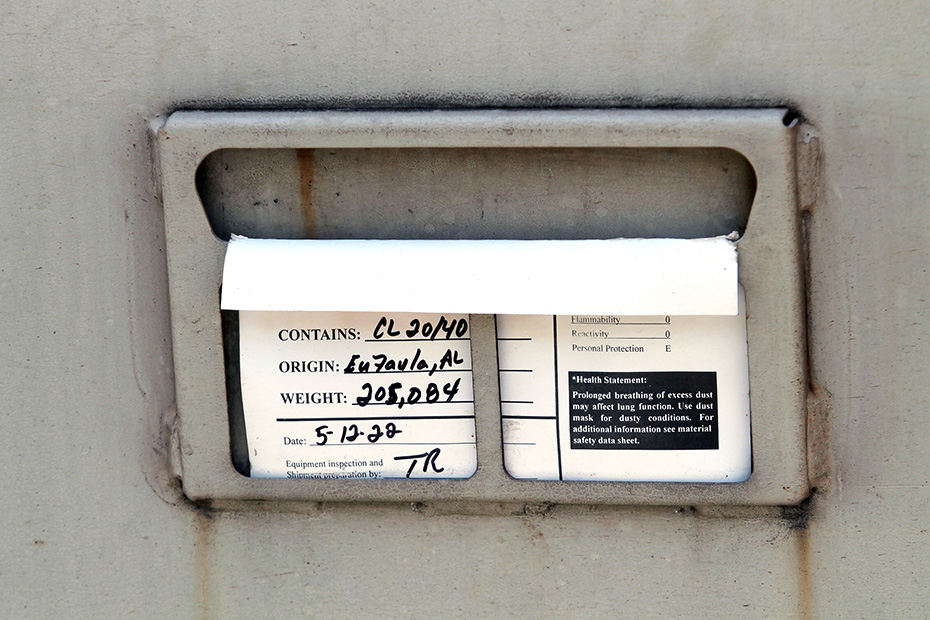 CONTAINS: CL 20/40
ORIGIN: Eufaula, AL
WEIGHT: 205,084
Date: 5-12-22
Equipment inspection and
Shipment preparation by: TR
Flammability 0
Reactivity 0
Personal Protection E
*Health Statement:
Prolonged breathing of excess dust
may affect lung function. Use dust
mask for dusty conditions. For
additional information see material
safety data sheet.